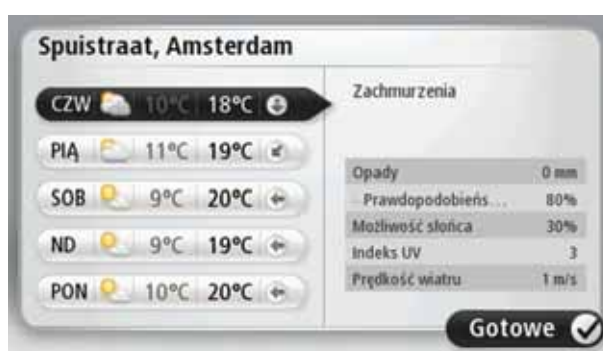 Spuistraat, Amsterdam
CZW 10°C 18°C
PIĄ 11°C 19°C
SOB 9°C 20°C
ND 9°C 19°C
PON 10°C 20°C
Zachmurzenia
Opady 0 mm
Prawdopodobieńs... 80%
Możliwość słońca 30%
Indeks UV 3
Prędkość wiatru 1 m/s
Gotowe